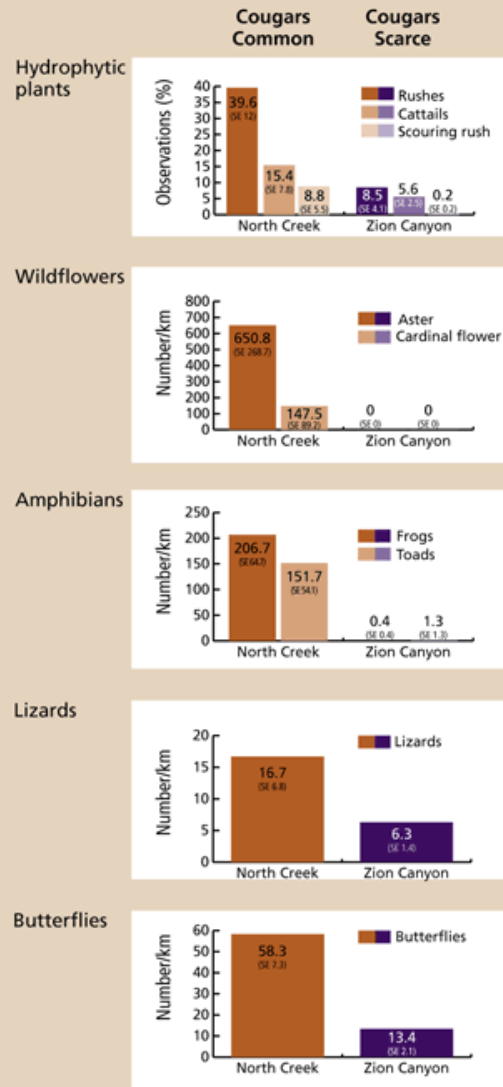 Cougars
Common
Cougars
Scarce
Hydrophytic
plants
Observations (%)
40
35
30
25
20
15
10
5
0
39.6
(SE 12)
15.4
(SE 7.8)
8.8
(SE 5.5)
8.5
(SE 4.1)
5.6
(SE 2.5)
0.2
(SE 0.2)
Rushes
Cattails
Scouring rush
North Creek
Zion Canyon
Wildflowers
Number/km
800
700
600
500
400
300
200
100
0
650.8
(SE 268.7)
147.5
(SE 89.2)
0
(SE 0)
0
(SE 0)
Aster
Cardinal flower
North Creek
Zion Canyon
Amphibians
Number/km
250
200
150
100
50
0
206.7
(SE 64.7)
151.7
(SE 54.1)
0.4
(SE 0.4)
1.3
(SE 1.3)
Frogs
Toads
North Creek
Zion Canyon
Lizards
Number/km
20
15
10
5
0
16.7
(SE 6.8)
6.3
(SE 1.4)
Lizards
North Creek
Zion Canyon
Butterflies
Number/km
60
50
40
30
20
10
0
58.3
(SE 7.3)
13.4
(SE 2.1)
Butterflies
North Creek
Zion Canyon